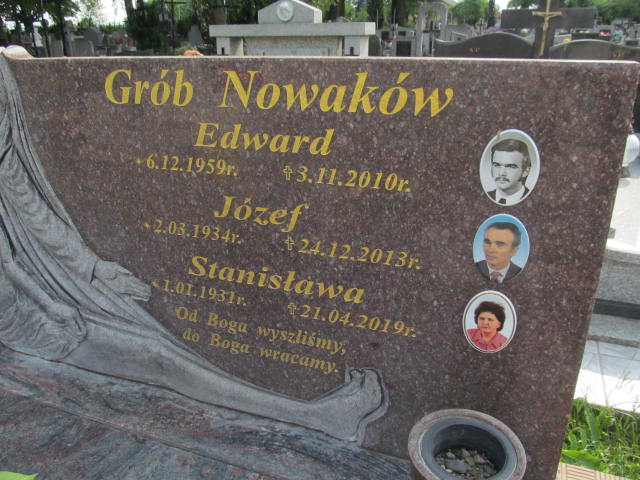 Grób Nowaków
Edward
* 6.12.1959r. ✝ 3.11.2010r.
Józef
* 2.03.1934r. ✝ 24.12.2013r.
Stanisława
* 1.01.1931r. ✝ 21.04.2019r.
Od Boga wyszliśmy,
do Boga wracamy.